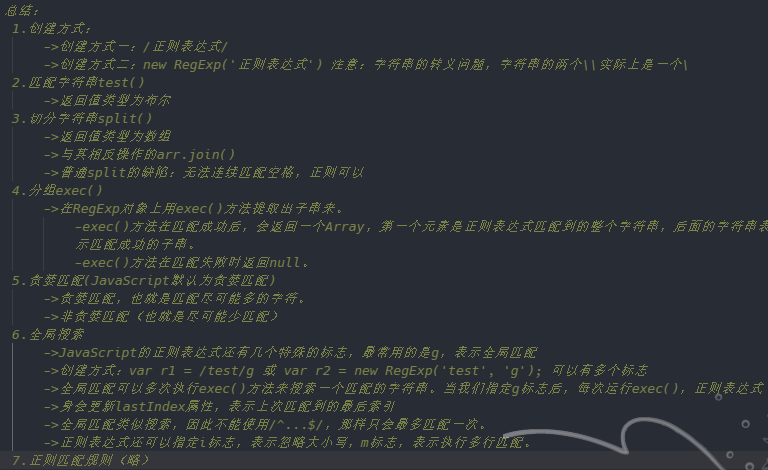 总结：
1.创建方式：
->创建方式一：/正则表达式/
->创建方式二：new RegExp('正则表达式') 注意：字符串的转义问题，字符串的两个\\实际上是一个\
2.匹配字符串test()
->返回值类型为布尔
3.切分字符串split()
->返回值类型为数组
->与其相反操作的arr.join()
->普通split的缺陷：无法连续匹配空格，正则可以
4.分组exec()
->在RegExp对象上用exec()方法提取出子串来。
-exec()方法在匹配成功后，会返回一个Array，第一个元素是正则表达式匹配到的整个字符串，后面的字符串表
示匹配成功的子串。
-exec()方法在匹配失败时返回null。
5.贪婪匹配(JavaScript默认为贪婪匹配)
->贪婪匹配，也就是匹配尽可能多的字符。
->非贪婪匹配（也就是尽可能少匹配）
6.全局搜索
->JavaScript的正则表达式还有几个特殊的标志，最常用的是g，表示全局匹配
->创建方式：var r1 = /test/g 或 var r2 = new RegExp('test', 'g'); 可以有多个标志
->全局匹配可以多次执行exec()方法来搜索一个匹配的字符串。当我们指定g标志后，每次运行exec()，正则表达式
->身会更新lastIndex属性，表示上次匹配到的最后索引
->全局匹配类似搜索，因此不能使用/^...$/，那样只会最多匹配一次。
->正则表达式还可以指定i标志，表示忽略大小写，m标志，表示执行多行匹配。
7.正则匹配规则（略）